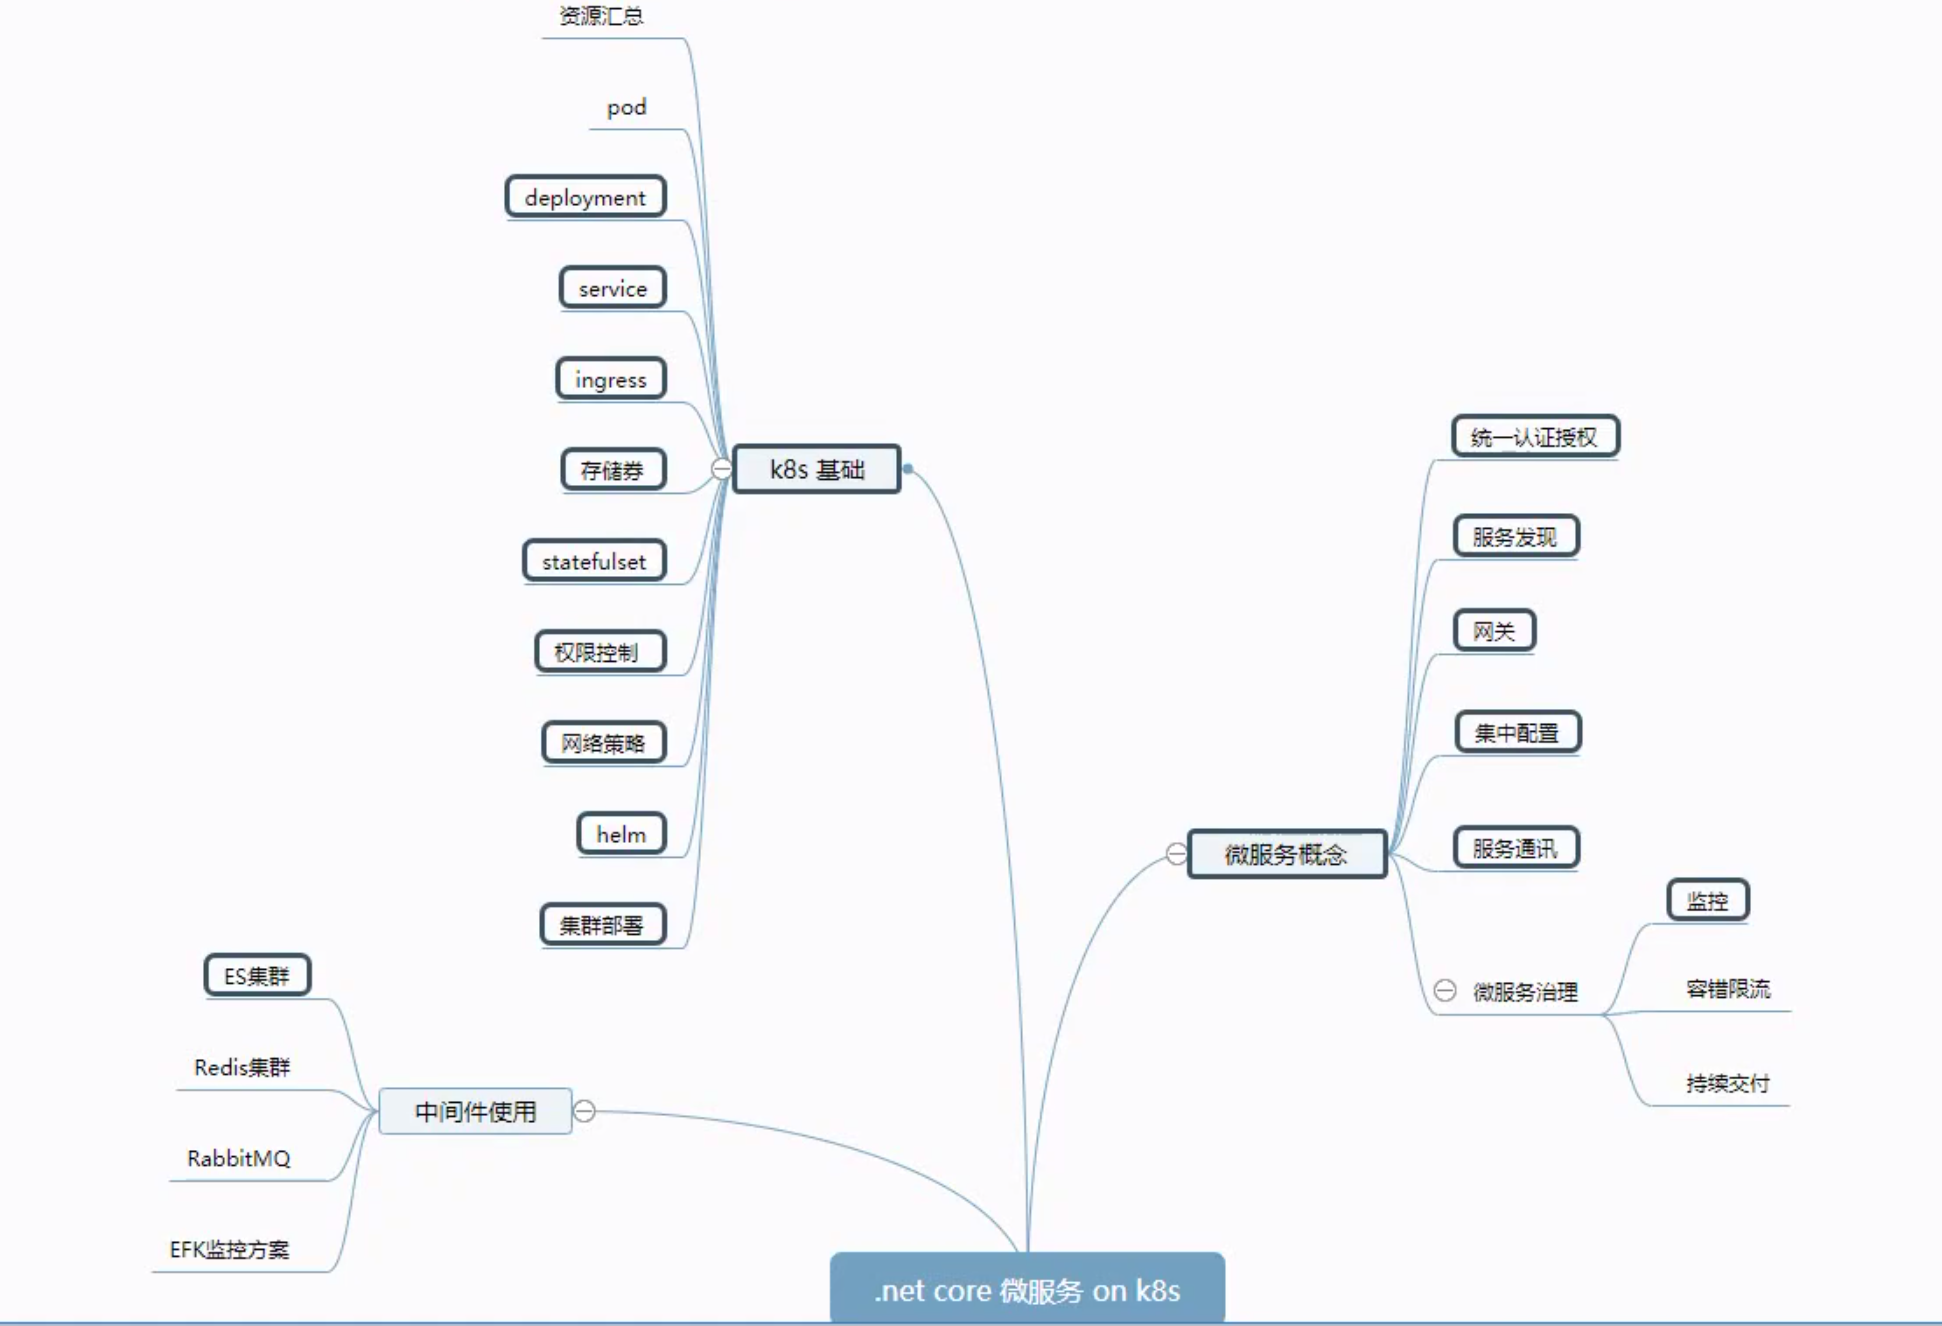 资源汇总
pod
deployment
service
ingress
存储券
statefulset
权限控制
网络策略
helm
集群部署
k8s 基础
统一认证授权
服务发现
网关
集中配置
服务通讯
微服务概念
监控
微服务治理
容错限流
持续交付
ES集群
Redis集群
RabbitMQ
EFK监控方案
中间件使用
.net core 微服务 on k8s